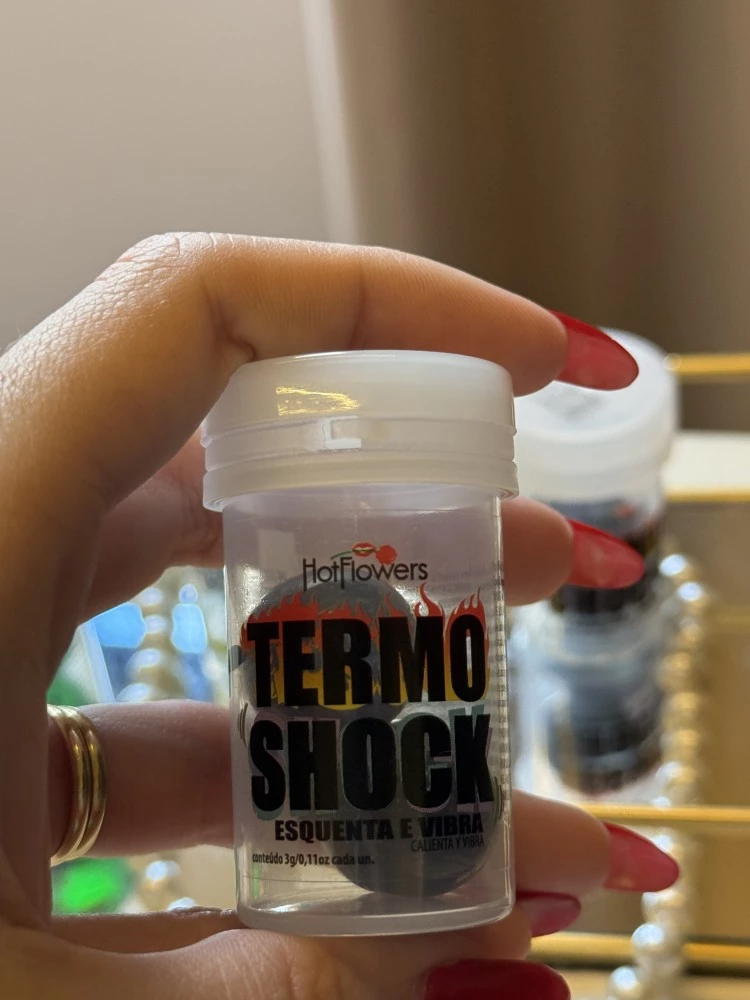 HotFlowers
TERMO
SHOCK
ESQUENTA E VIBRA
CALIENTA Y VIBRA
conteúdo 3g/0,11oz cada un.